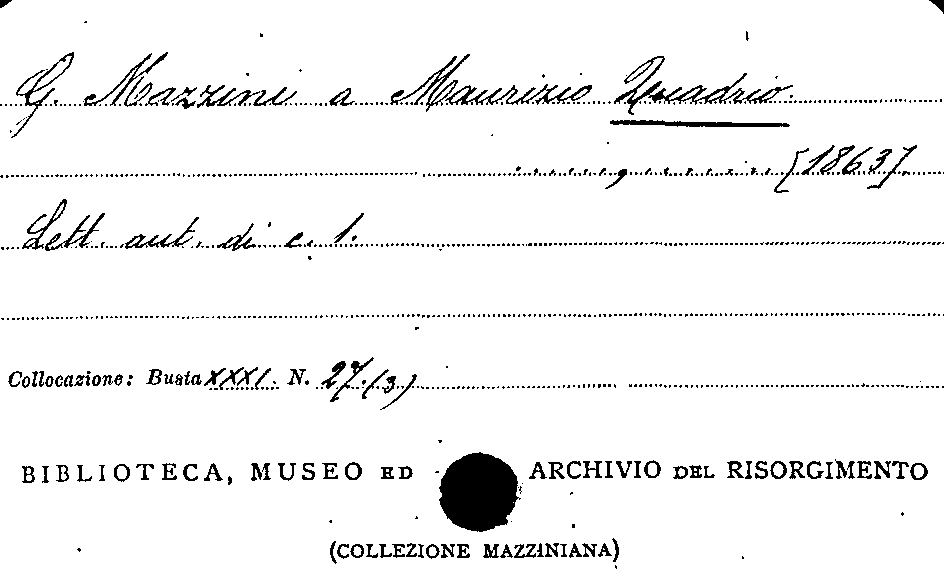 G. Mazzini a Maurizio Quadrio.
......,....... [1863].
Lett. aut. di c. 1.
Collocazione: Busta XXXI. N. 27.(3)
BIBLIOTECA, MUSEO ED ARCHIVIO DEL RISORGIMENTO
(COLLEZIONE MAZZINIANA)